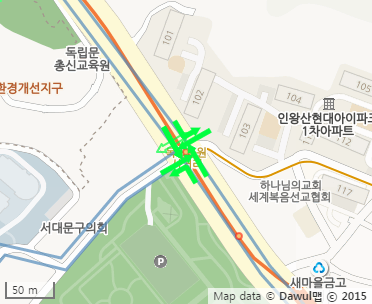 101
독립문
총신교육원
102
환경개선지구
105
104
인왕산현대아이파크
1차아파트
103
하나님의교회
세계복음선교협회
117
서대문구의회
P
새마을금고
50 m
Map data © Dawul맵 © 2015